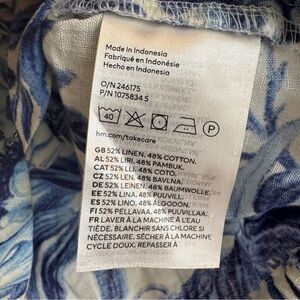 Made in Indonesia
Fabriqué en Indonésie
Hecho en Indonesia
O/N 246175
P/N 1075834 5
40 P
hm.com/takecare
GB 52% LINEN. 48% COTTON.
AL 52% LIRI. 48% PAMBUK.
CAT 52% LLI. 48% COTÓ.
CZ 52% LEN. 48% BAVLNA.
DE 52% LEINEN. 48% BAUMWOLLE.
EE 52% LINA. 48% PUUVILL.
ES 52% LINO. 48% ALGODÓN.
FI 52% PELLAVAA. 48% PUUVILLAA.
FR LAVER À LA MACHINE À L'EAU
TIÈDE. BLANCHIR SANS CHLORE SI
NÉCESSAIRE. SÉCHER À LA MACHINE
CYCLE DOUX. REPASSER À